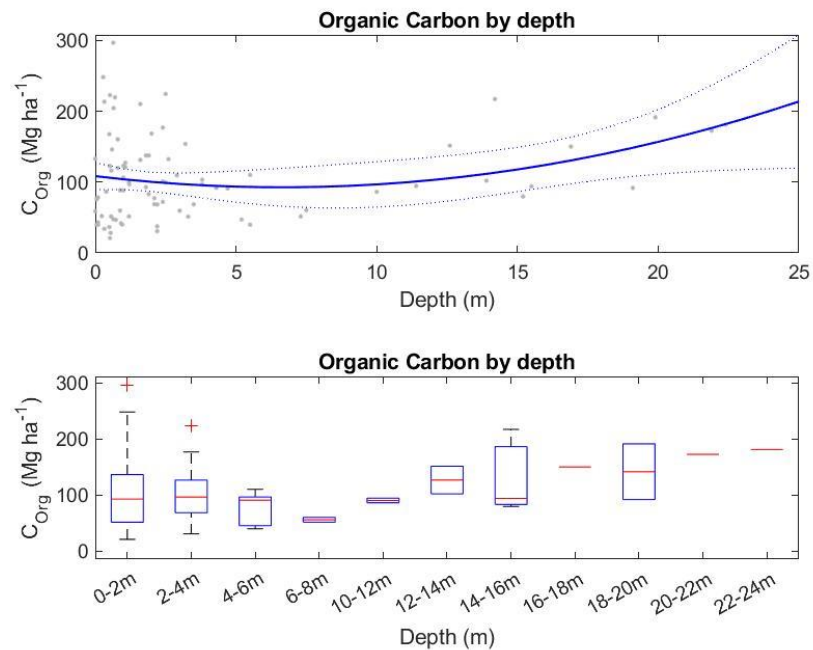 Organic Carbon by depth
300
200
100
0
C_Org (Mg ha⁻¹)
0 5 10 15 20 25
Depth (m)
Organic Carbon by depth
300
200
100
0
C_Org (Mg ha⁻¹)
0-2m 2-4m 4-6m 6-8m 10-12m 12-14m 14-16m 16-18m 18-20m 20-22m 22-24m
Depth (m)